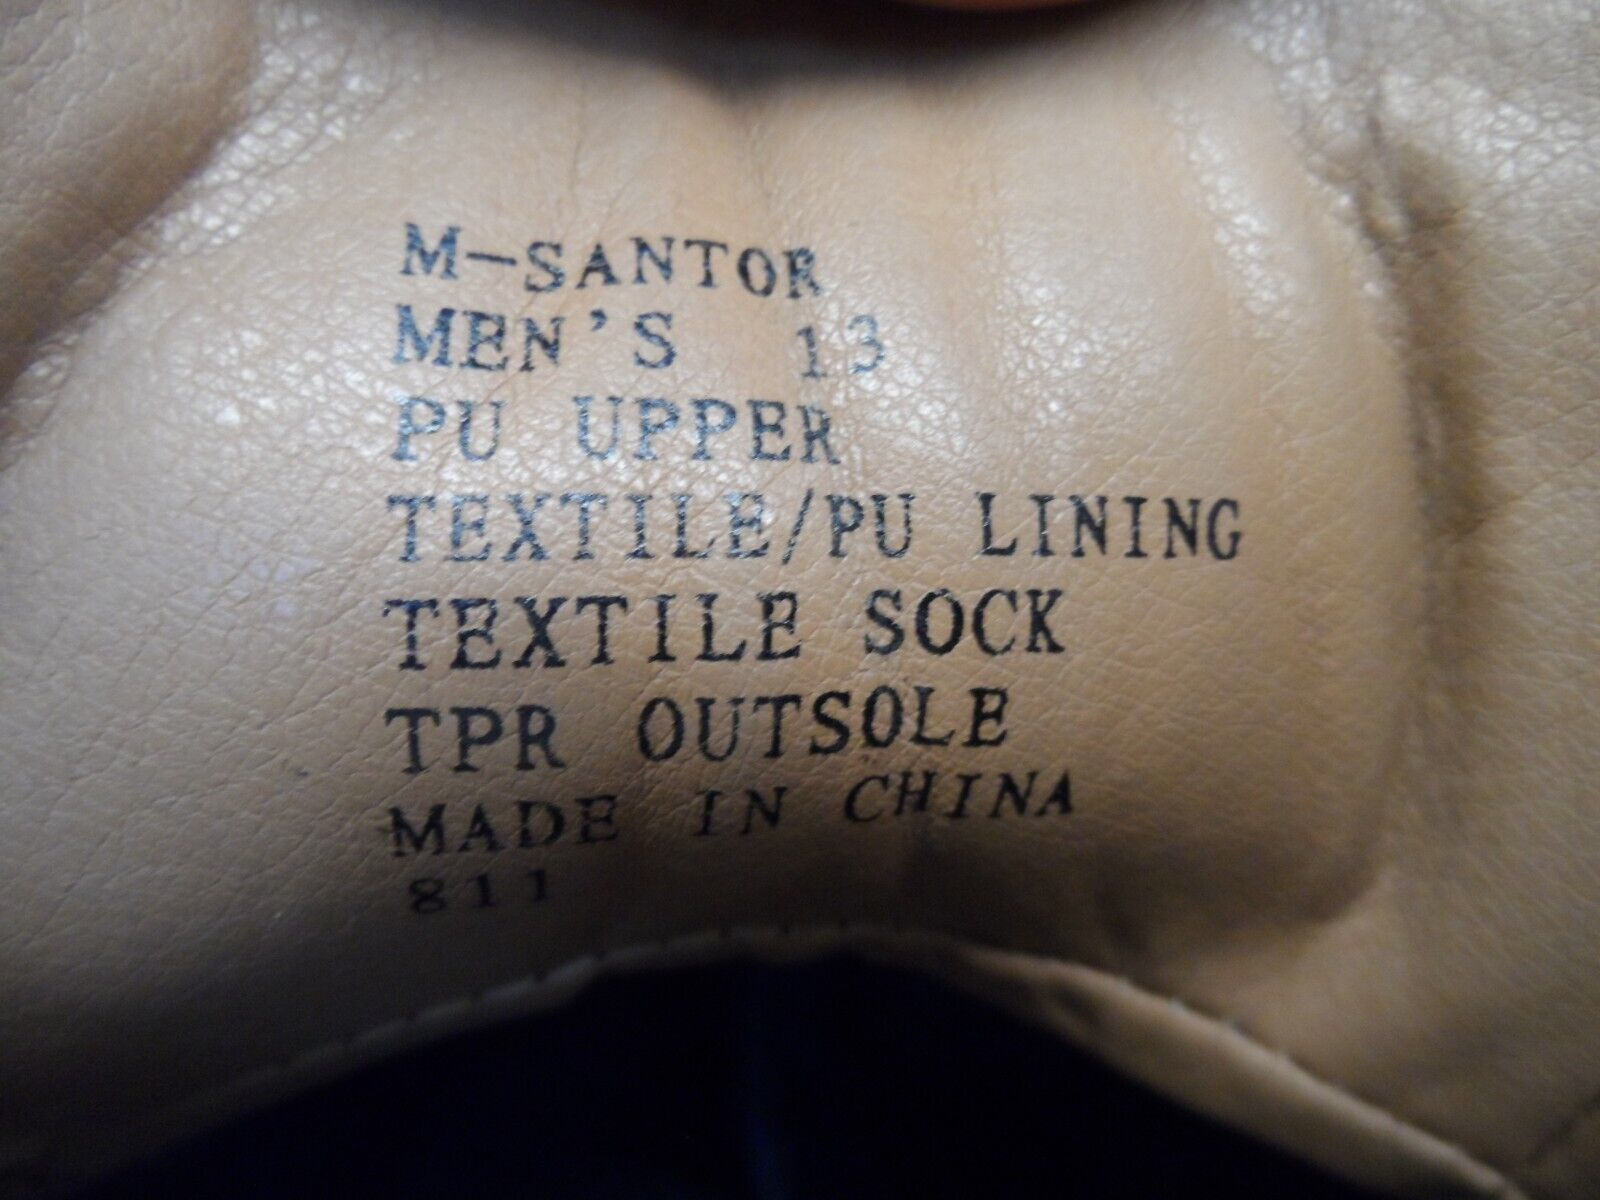 M-SANTOR
MEN'S 13
PU UPPER
TEXTILE/PU LINING
TEXTILE SOCK
TPR OUTSOLE
MADE IN CHINA
811